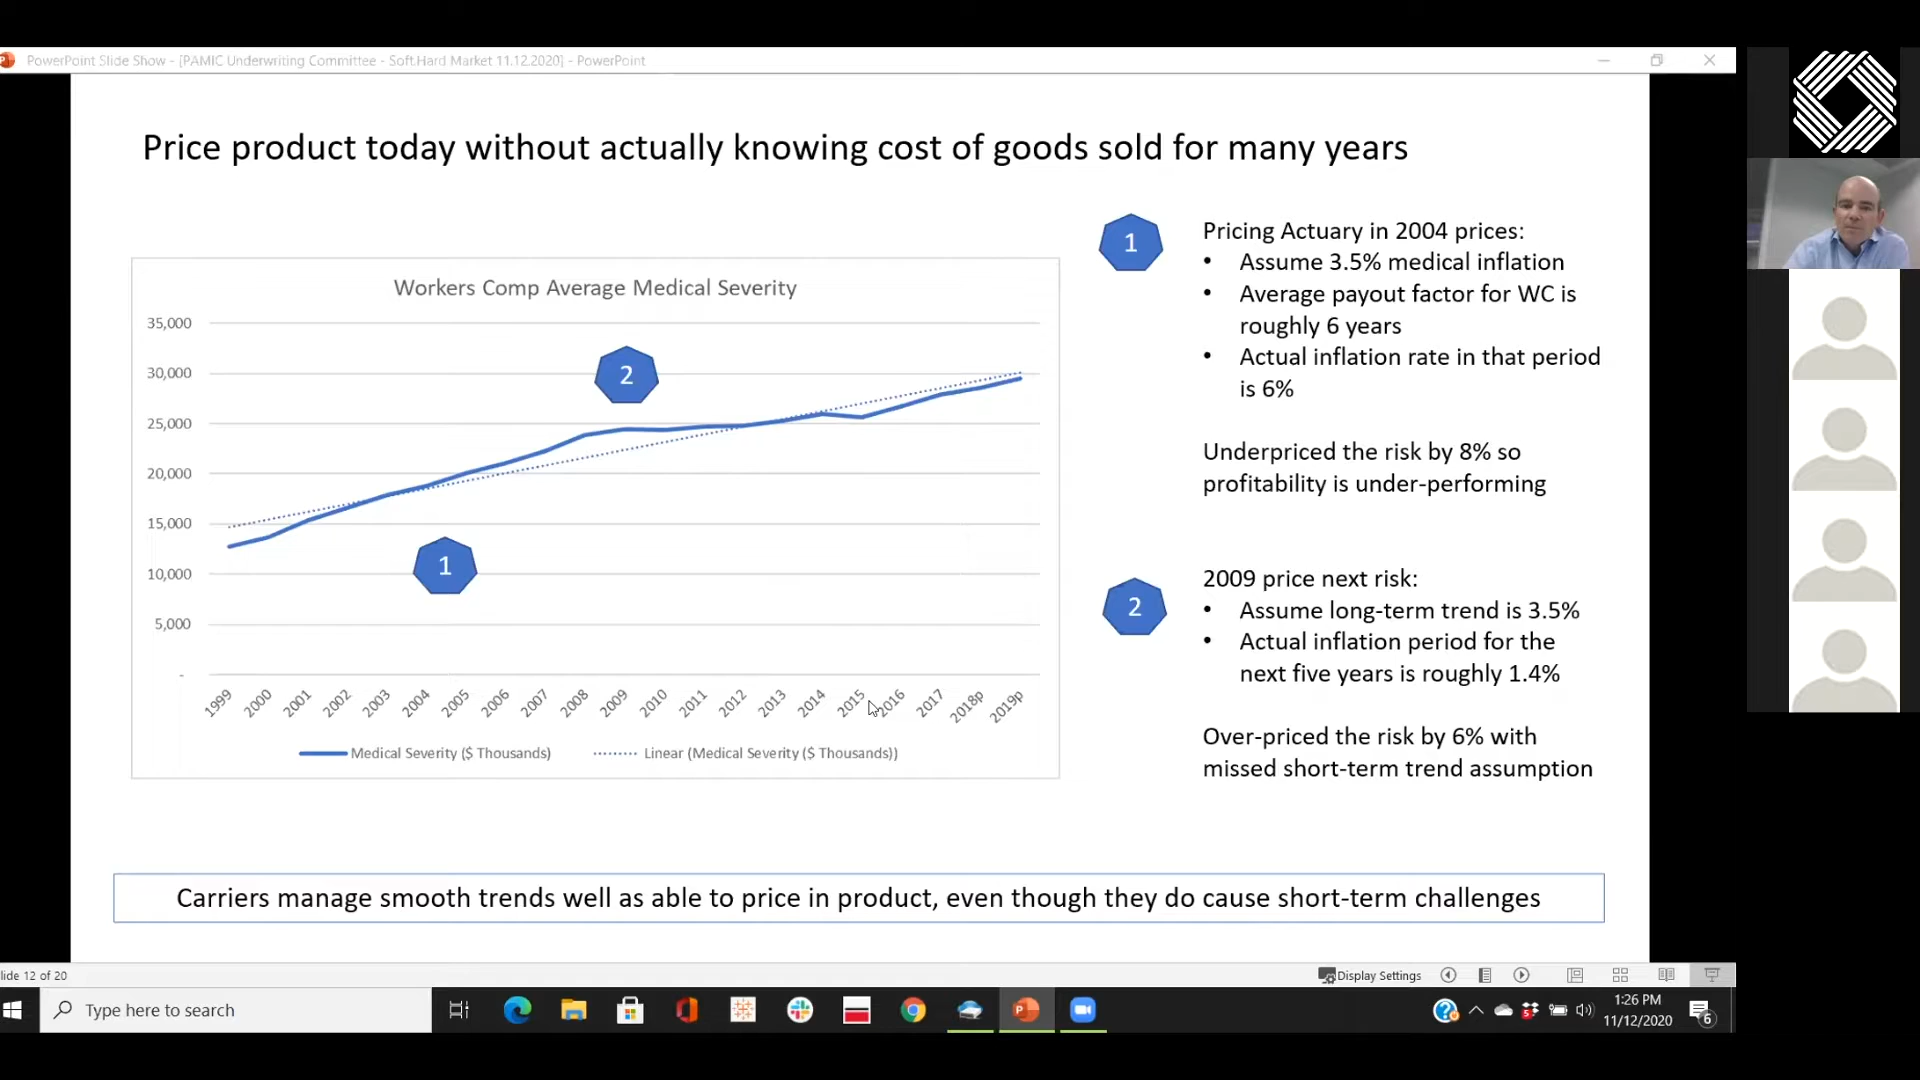 PowerPoint Slide Show - [PAMIC Underwriting Committee - Soft.Hard Market 11.12.2020] - PowerPoint
Price product today without actually knowing cost of goods sold for many years
Workers Comp Average Medical Severity
35,000
30,000
25,000
20,000
15,000
10,000
5,000
-
2
1
1999 2000 2001 2002 2003 2004 2005 2006 2007 2008 2009 2010 2011 2012 2013 2014 2015 2016 2017 2018p 2019p
Medical Severity ($ Thousands) Linear (Medical Severity ($ Thousands))
1
Pricing Actuary in 2004 prices:
• Assume 3.5% medical inflation
• Average payout factor for WC is
roughly 6 years
• Actual inflation rate in that period
is 6%
Underpriced the risk by 8% so
profitability is under-performing
2
2009 price next risk:
• Assume long-term trend is 3.5%
• Actual inflation period for the
next five years is roughly 1.4%
Over-priced the risk by 6% with
missed short-term trend assumption
Carriers manage smooth trends well as able to price in product, even though they do cause short-term challenges
lide 12 of 20
Display Settings
Type here to search
1:26 PM
11/12/2020
6